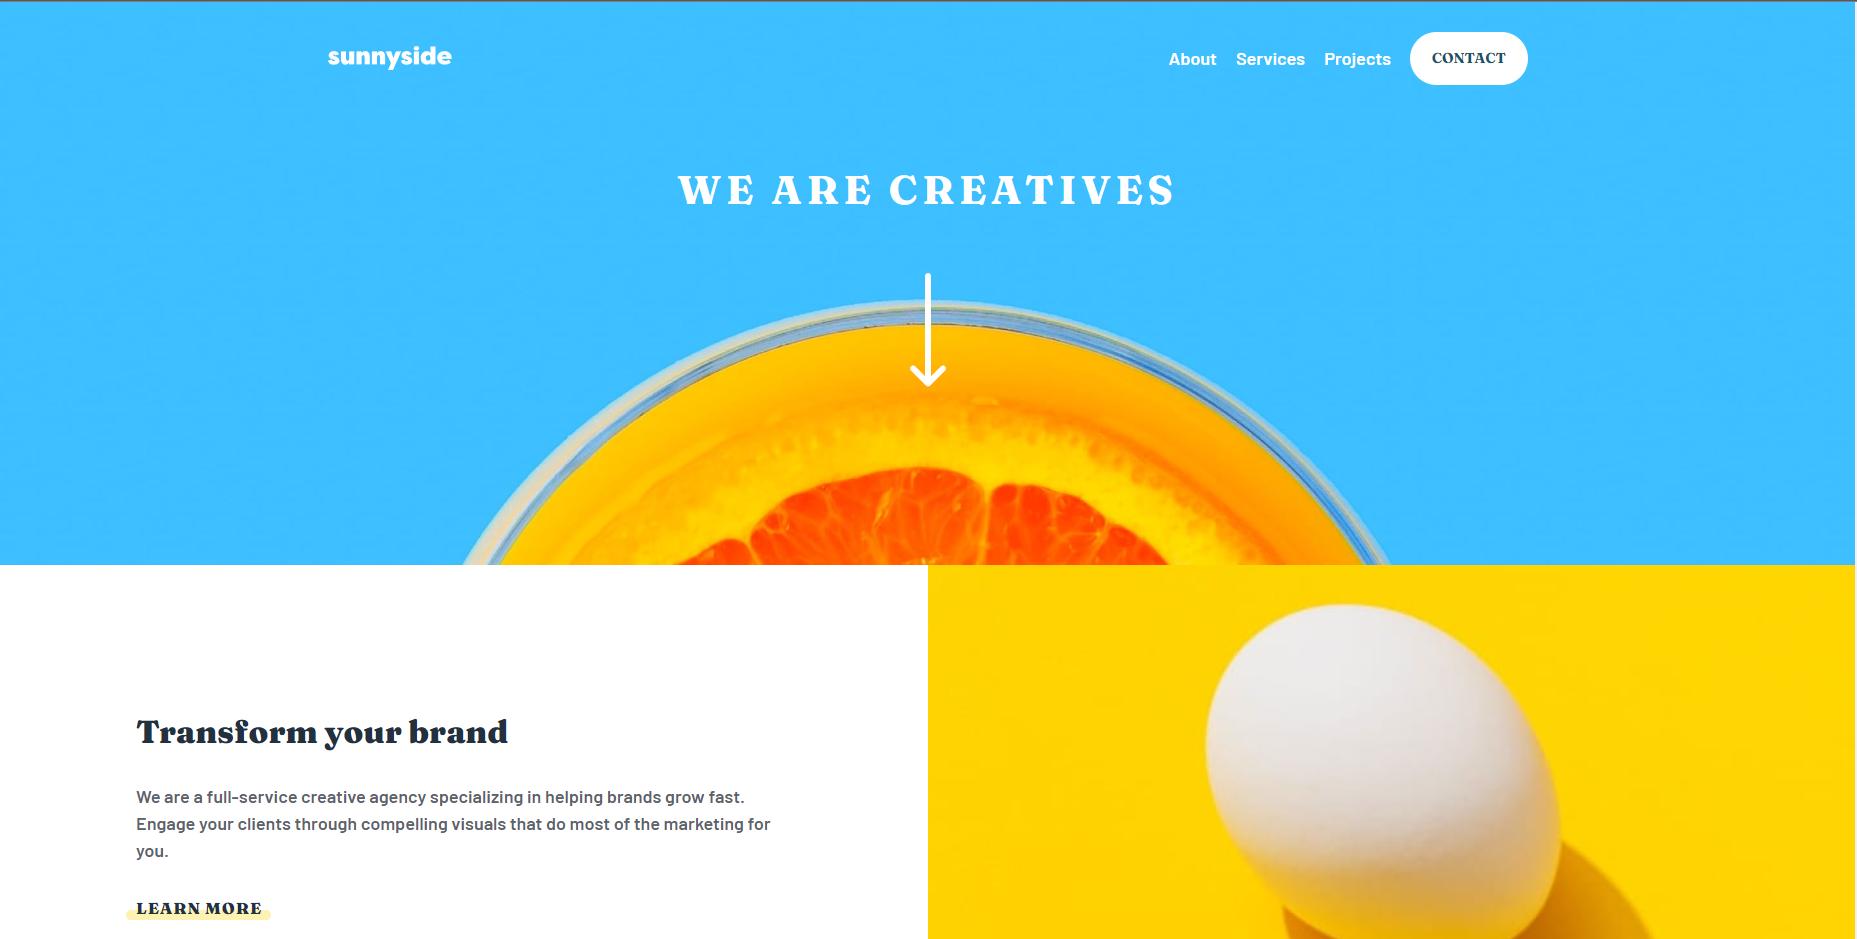 sunnyside
About Services Projects CONTACT
WE ARE CREATIVES
Transform your brand
We are a full-service creative agency specializing in helping brands grow fast.
Engage your clients through compelling visuals that do most of the marketing for
you.
LEARN MORE